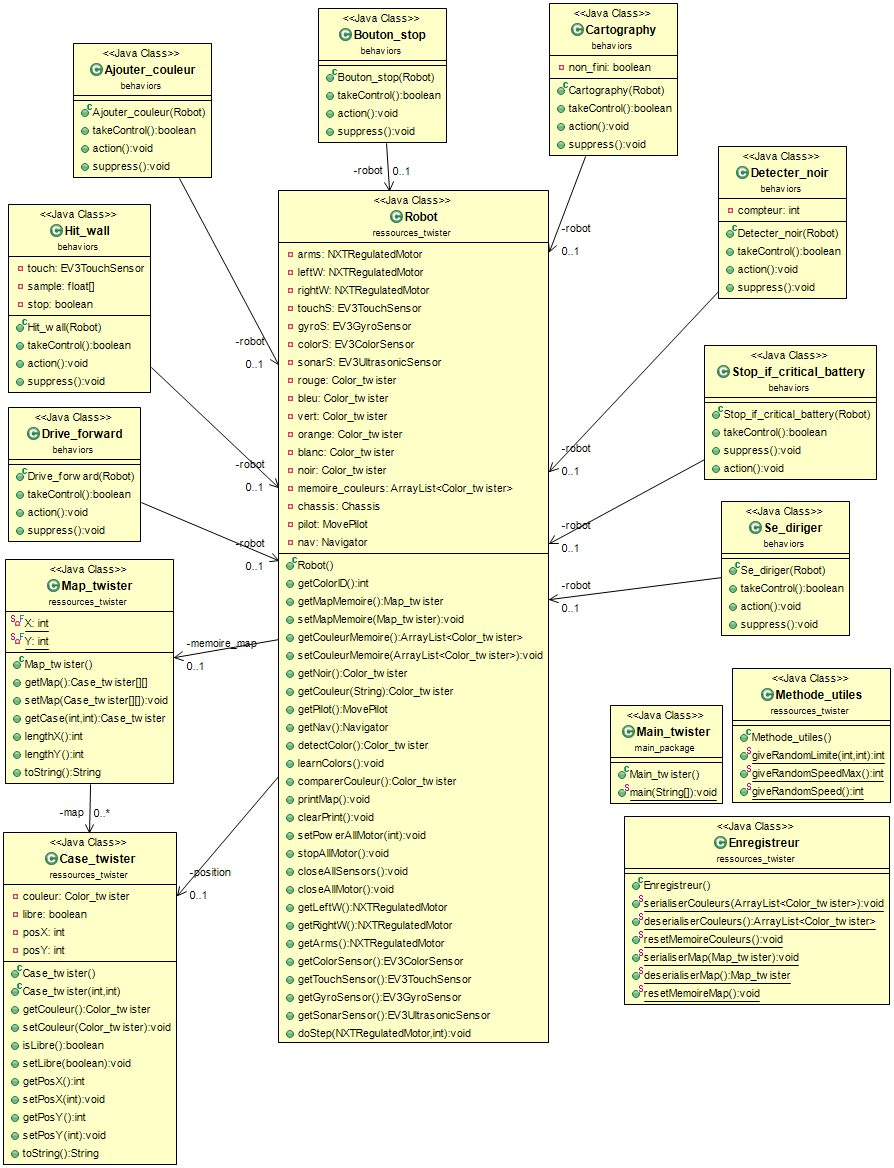 <<Java Class>>
Bouton_stop
behaviors
Bouton_stop(Robot)
takeControl():boolean
action():void
suppress():void
<<Java Class>>
Cartography
behaviors
non_fini: boolean
Cartography(Robot)
takeControl():boolean
action():void
suppress():void
<<Java Class>>
Ajouter_couleur
behaviors
Ajouter_couleur(Robot)
takeControl():boolean
action():void
suppress():void
<<Java Class>>
Detecter_noir
behaviors
compteur: int
Detecter_noir(Robot)
takeControl():boolean
action():void
suppress():void
<<Java Class>>
Hit_wall
behaviors
touch: EV3TouchSensor
sample: float[]
stop: boolean
Hit_wall(Robot)
takeControl():boolean
action():void
suppress():void
<<Java Class>>
Drive_forward
behaviors
Drive_forward(Robot)
takeControl():boolean
action():void
suppress():void
-robot
0..1
-robot
0..1
-robot
0..1
-robot
0..1
-robot
0..1
<<Java Class>>
Robot
ressources_twister
arms: NXTRegulatedMotor
leftW: NXTRegulatedMotor
rightW: NXTRegulatedMotor
touchS: EV3TouchSensor
gyroS: EV3GyroSensor
colorS: EV3ColorSensor
sonarS: EV3UltrasonicSensor
rouge: Color_twister
bleu: Color_twister
vert: Color_twister
orange: Color_twister
blanc: Color_twister
noir: Color_twister
memoire_couleurs: ArrayList<Color_twister>
chassis: Chassis
pilot: MovePilot
nav: Navigator
Robot()
getColorID():int
getMapMemoire():Map_twister
setMapMemoire(Map_twister):void
getCouleurMemoire():ArrayList<Color_twister>
setCouleurMemoire(ArrayList<Color_twister>):void
getNoir():Color_twister
getCouleur(String):Color_twister
getPilot():MovePilot
getNav():Navigator
detectColor():Color_twister
learnColors():void
comparerCouleur():Color_twister
printMap():void
clearPrint():void
setPowerAllMotor(int):void
stopAllMotor():void
closeAllSensors():void
closeAllMotor():void
getLeftW():NXTRegulatedMotor
getRightW():NXTRegulatedMotor
getArms():NXTRegulatedMotor
getColorSensor():EV3ColorSensor
getTouchSensor():EV3TouchSensor
getGyroSensor():EV3GyroSensor
getSonarSensor():EV3UltrasonicSensor
doStep(NXTRegulatedMotor,int):void
<<Java Class>>
Stop_if_critical_battery
behaviors
Stop_if_critical_battery(Robot)
takeControl():boolean
suppress():void
action():void
<<Java Class>>
Se_diriger
behaviors
Se_diriger(Robot)
takeControl():boolean
action():void
suppress():void
-robot
0..1
-robot
0..1
-robot
0..1
<<Java Class>>
Map_twister
ressources_twister
X: int
Y: int
Map_twister()
getMap():Case_twister[][]
setMap(Case_twister[][]):void
getCase(int,int):Case_twister
lengthX():int
lengthY():int
toString():String
-memoire_map
0..1
-map
0..*
-position
0..1
<<Java Class>>
Case_twister
ressources_twister
couleur: Color_twister
libre: boolean
posX: int
posY: int
Case_twister()
Case_twister(int,int)
getCouleur():Color_twister
setCouleur(Color_twister):void
isLibre():boolean
setLibre(boolean):void
getPosX():int
setPosX(int):void
getPosY():int
setPosY(int):void
toString():String
<<Java Class>>
Main_twister
main_package
Main_twister()
main(String[]):void
<<Java Class>>
Methode_utiles
ressources_twister
Methode_utiles()
giveRandomLimite(int,int):int
giveRandomSpeedMax():int
giveRandomSpeed():int
<<Java Class>>
Enregistreur
ressources_twister
Enregistreur()
serialiserCouleurs(ArrayList<Color_twister>):void
deserialiserCouleurs():ArrayList<Color_twister>
resetMemoireCouleurs():void
serialiserMap(Map_twister):void
deserialiserMap():Map_twister
resetMemoireMap():void